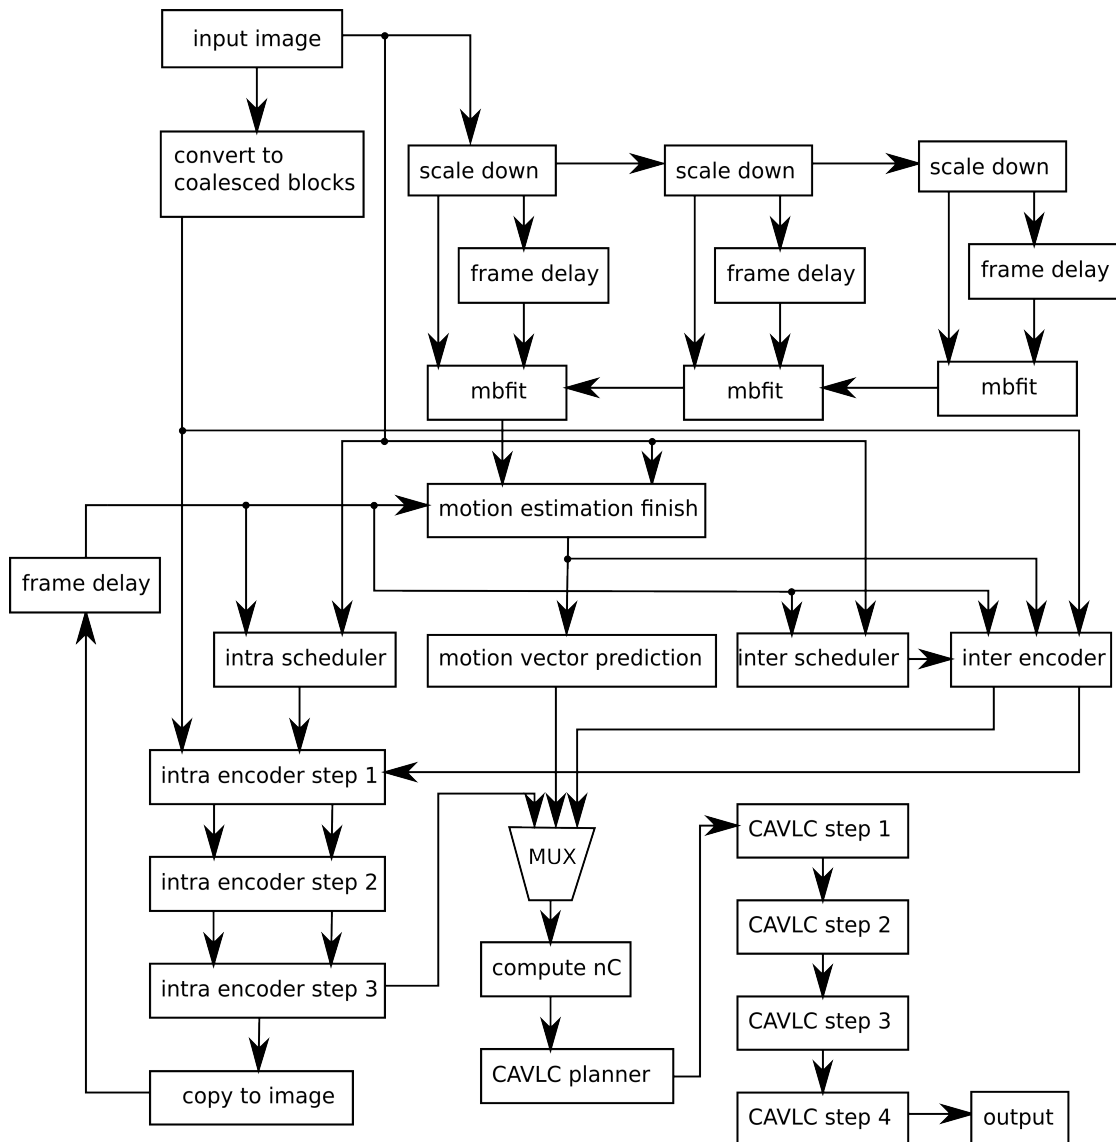 input image
convert to
coalesced blocks
scale down
scale down
scale down
frame delay
frame delay
frame delay
mbfit
mbfit
mbfit
motion estimation finish
frame delay
intra scheduler
motion vector prediction
inter scheduler
inter encoder
intra encoder step 1
MUX
CAVLC step 1
intra encoder step 2
CAVLC step 2
compute nC
intra encoder step 3
CAVLC step 3
CAVLC planner
copy to image
CAVLC step 4
output